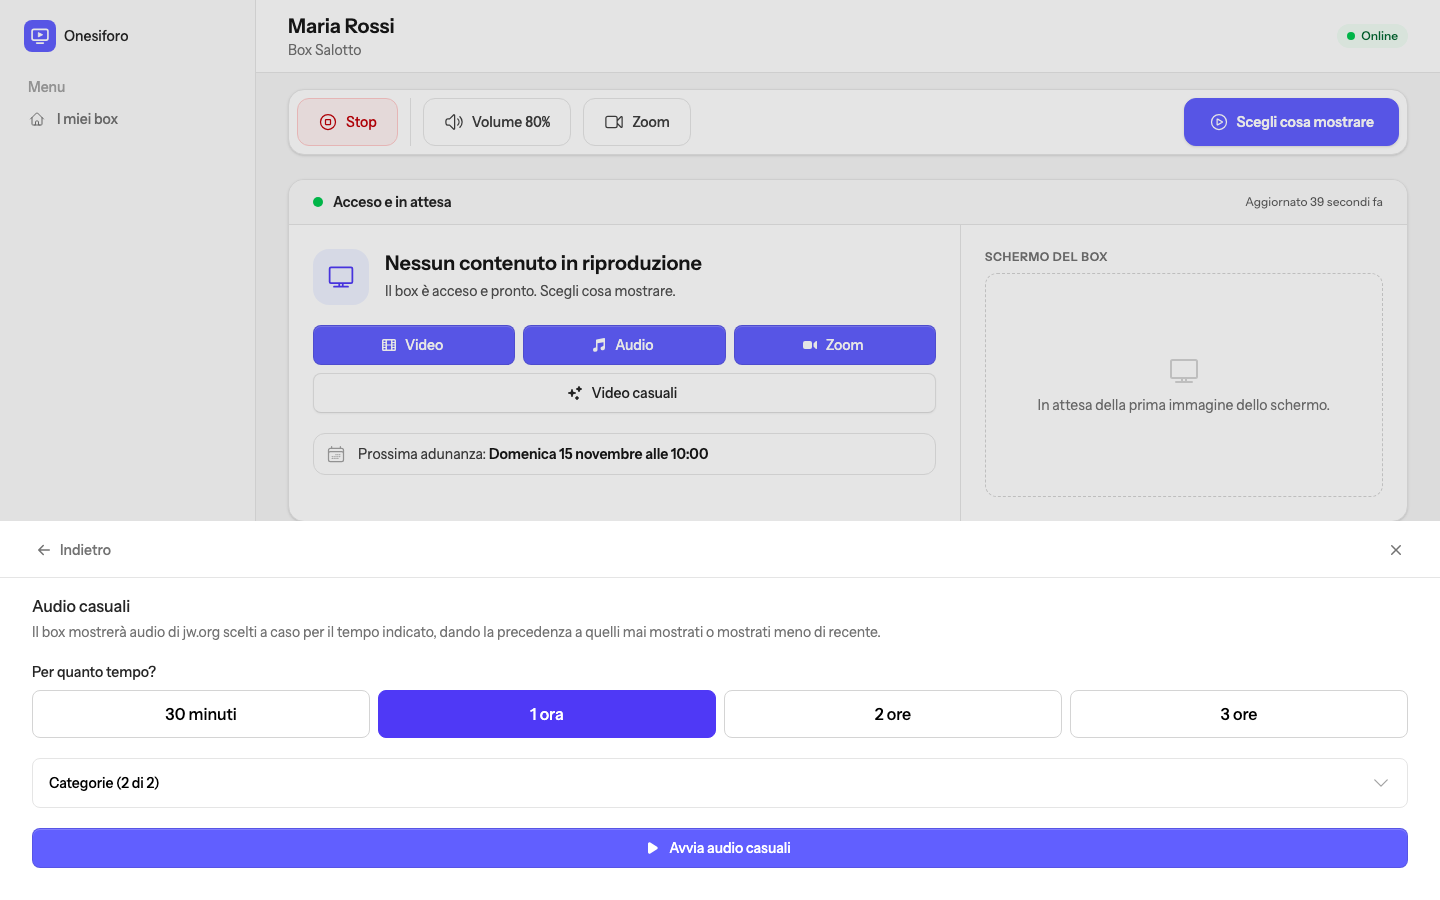 Onesiforo
Menu
I miei box
Maria Rossi
Box Salotto
Online
Stop
Volume 80%
Zoom
Scegli cosa mostrare
Acceso e in attesa
Aggiornato 39 secondi fa
Nessun contenuto in riproduzione
Il box è acceso e pronto. Scegli cosa mostrare.
Video
Audio
Zoom
Video casuali
Prossima adunanza: Domenica 15 novembre alle 10:00
SCHERMO DEL BOX
In attesa della prima immagine dello schermo.
Indietro
Audio casuali
Il box mostrerà audio di jw.org scelti a caso per il tempo indicato, dando la precedenza a quelli mai mostrati o mostrati meno di recente.
Per quanto tempo?
30 minuti
1 ora
2 ore
3 ore
Categorie (2 di 2)
Avvia audio casuali